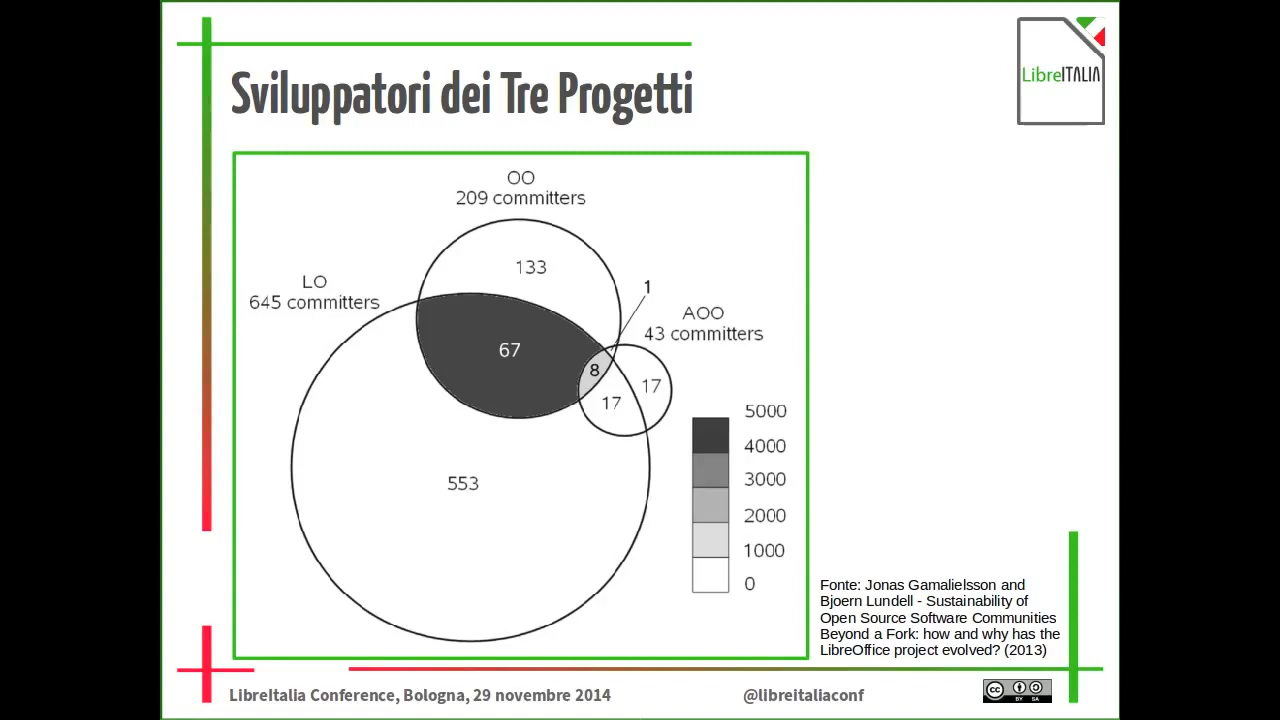 Sviluppatori dei Tre Progetti
LibreITALIA
OO
209 committers
133
LO
645 committers
1
AOO
43 committers
67
8
17
17
553
5000
4000
3000
2000
1000
0
Fonte: Jonas Gamalielsson and
Bjoern Lundell - Sustainability of
Open Source Software Communities
Beyond a Fork: how and why has the
LibreOffice project evolved? (2013)
LibreItalia Conference, Bologna, 29 novembre 2014
@libreitaliaconf
cc
BY SA